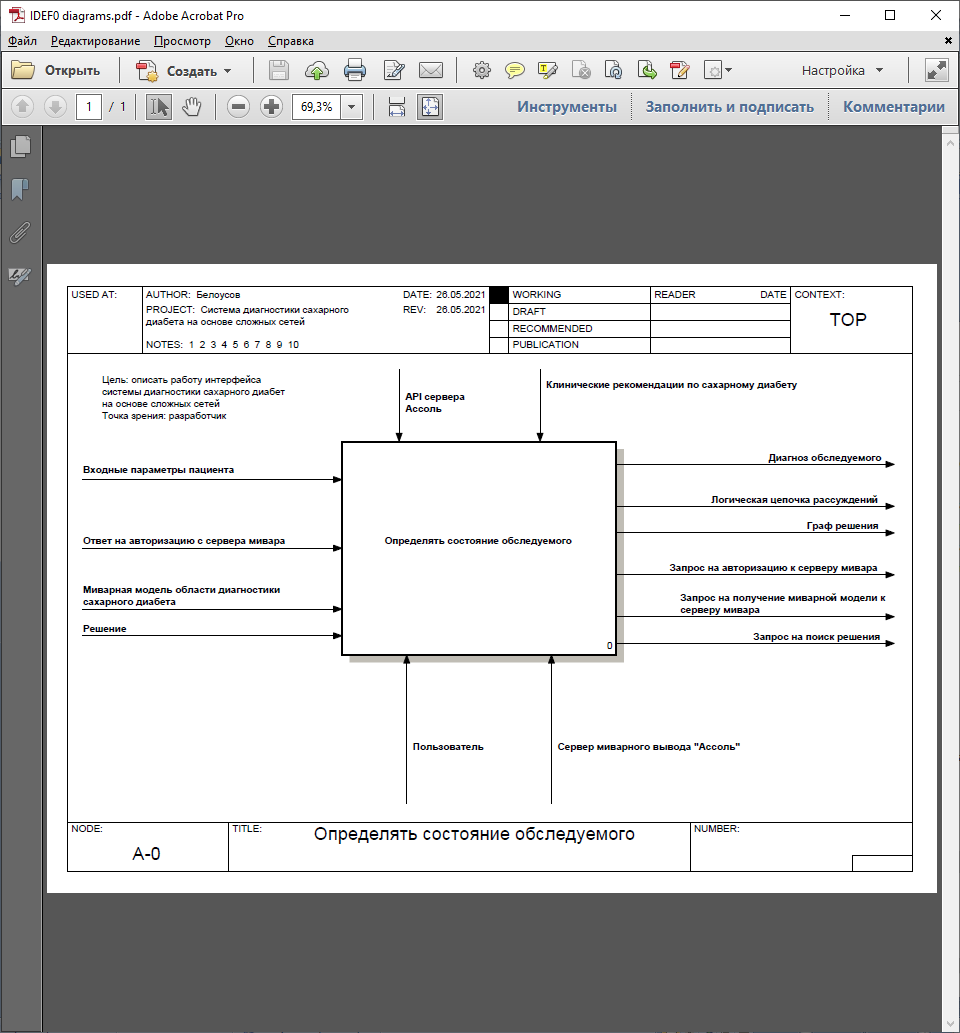 IDEF0 diagrams.pdf - Adobe Acrobat Pro
Файл Редактирование Просмотр Окно Справка
Открыть Создать Настройка
1 / 1 69,3% Инструменты Заполнить и подписать Комментарии
USED AT:
AUTHOR: Белоусов
DATE: 26.05.2021
PROJECT: Система диагностики сахарного
диабета на основе сложных сетей
REV: 26.05.2021
NOTES: 1 2 3 4 5 6 7 8 9 10
WORKING
DRAFT
RECOMMENDED
PUBLICATION
READER DATE
CONTEXT:
TOP
Цель: описать работу интерфейса
системы диагностики сахарного диабет
на основе сложных сетей
Точка зрения: разработчик
API сервера
Ассоль
Клинические рекомендации по сахарному диабету
Входные параметры пациента
Ответ на авторизацию с сервера мивара
Миварная модель области диагностики
сахарного диабета
Решение
Определять состояние обследуемого
0
Диагноз обследуемого
Логическая цепочка рассуждений
Граф решения
Запрос на авторизацию к серверу мивара
Запрос на получение миварной модели к
серверу мивара
Запрос на поиск решения
Пользователь
Сервер миварного вывода "Ассоль"
NODE:
A-0
TITLE:
Определять состояние обследуемого
NUMBER: